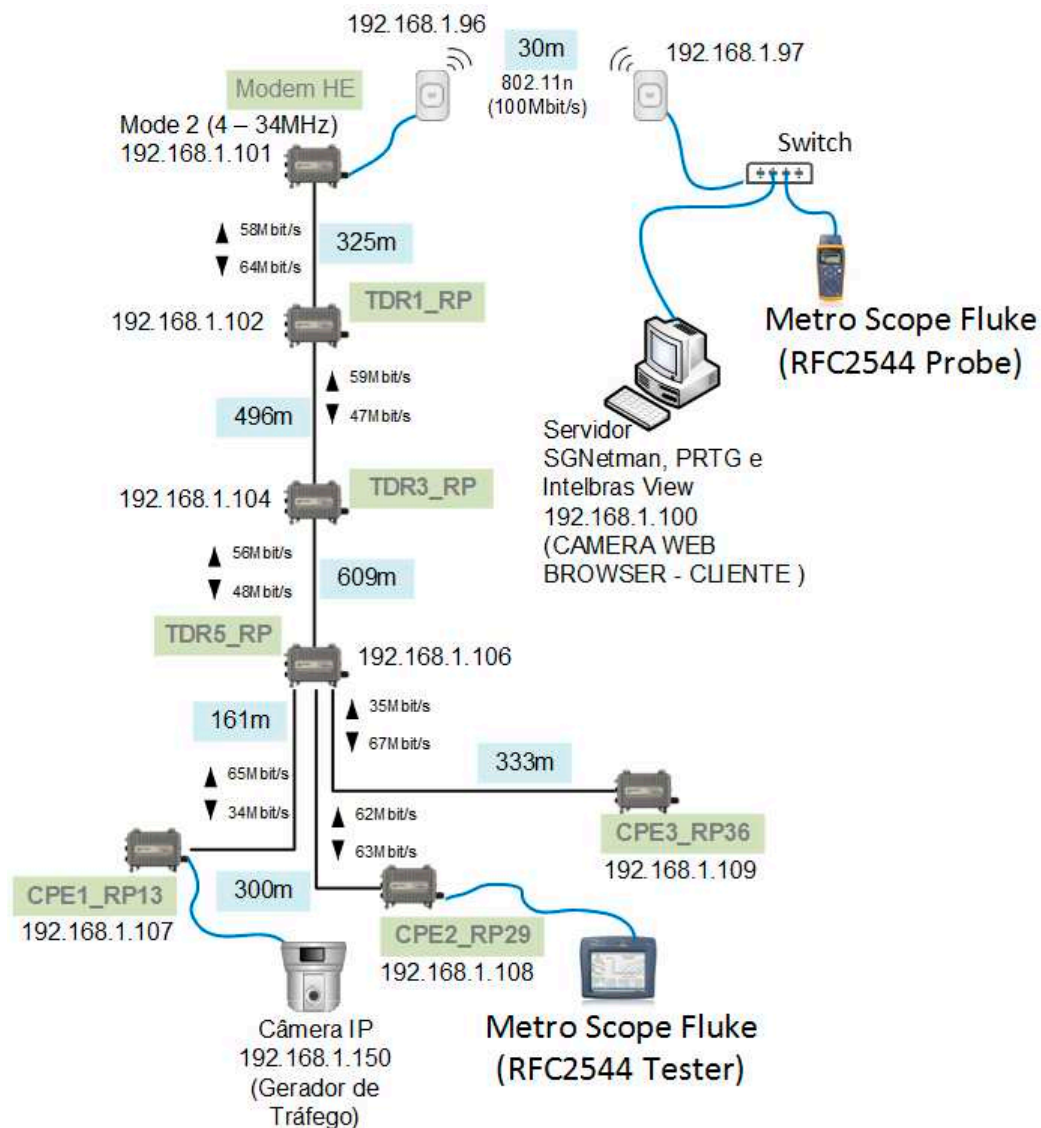 192.168.1.96
30m
802.11n
(100Mbit/s)
192.168.1.97
Modem HE
Mode 2 (4 – 34MHz)
192.168.1.101
Switch
58Mbit/s
64Mbit/s
325m
TDR1_RP
192.168.1.102
Metro Scope Fluke
(RFC2544 Probe)
59Mbit/s
47Mbit/s
496m
Servidor
SGNetman, PRTG e
Intelbras View
192.168.1.100
(CAMERA WEB
BROWSER - CLIENTE )
TDR3_RP
192.168.1.104
56Mbit/s
48Mbit/s
609m
TDR5_RP
192.168.1.106
161m
35Mbit/s
67Mbit/s
333m
65Mbit/s
34Mbit/s
62Mbit/s
63Mbit/s
CPE3_RP36
192.168.1.109
CPE1_RP13
192.168.1.107
300m
CPE2_RP29
192.168.1.108
Câmera IP
192.168.1.150
(Gerador de
Tráfego)
Metro Scope Fluke
(RFC2544 Tester)